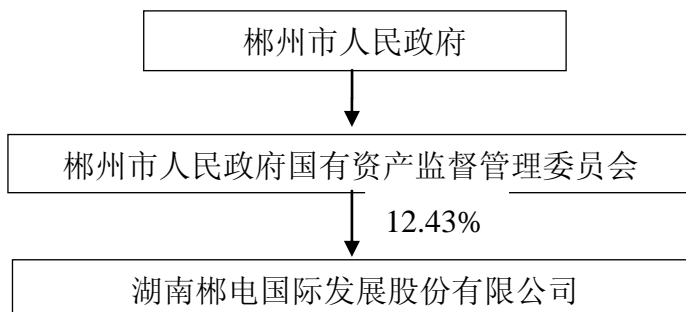 郴州市人民政府
郴州市人民政府国有资产监督管理委员会
12.43%
湖南郴电国际发展股份有限公司